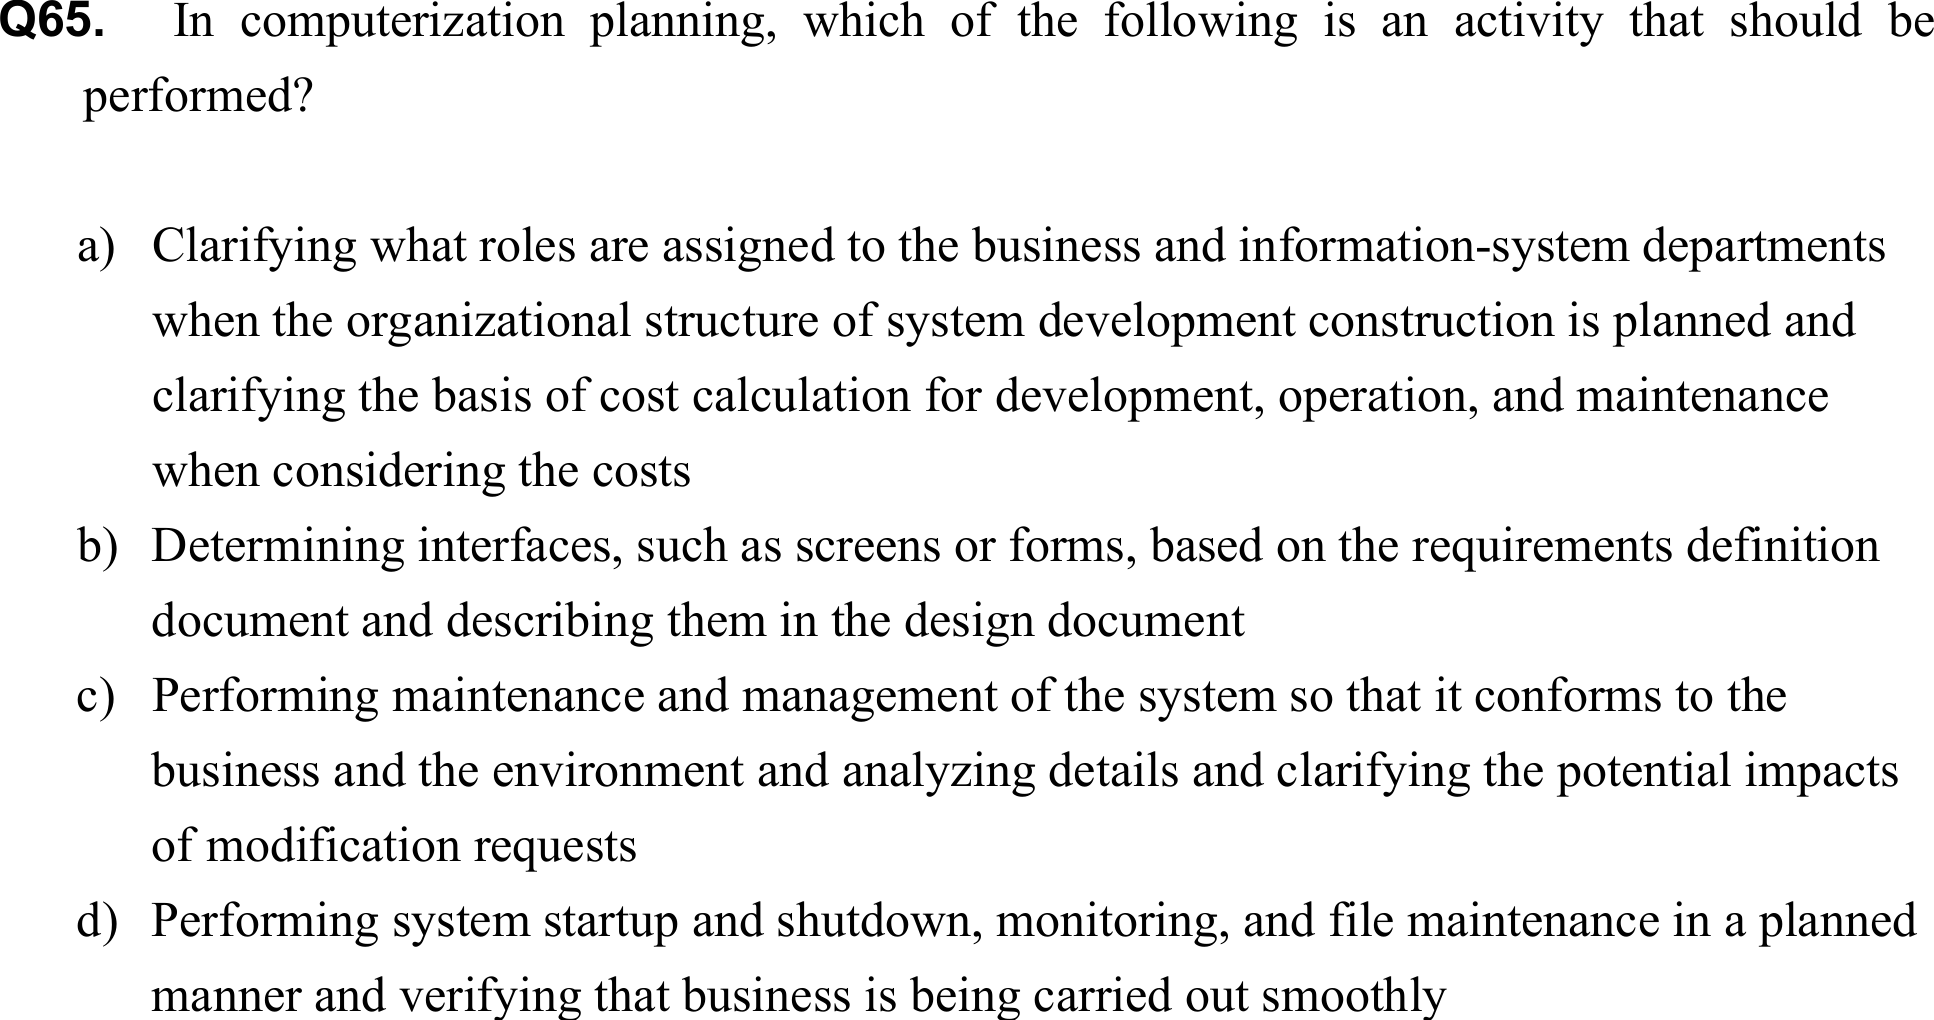 Q65. In computerization planning, which of the following is an activity that should be
performed?
a) Clarifying what roles are assigned to the business and information-system departments
when the organizational structure of system development construction is planned and
clarifying the basis of cost calculation for development, operation, and maintenance
when considering the costs
b) Determining interfaces, such as screens or forms, based on the requirements definition
document and describing them in the design document
c) Performing maintenance and management of the system so that it conforms to the
business and the environment and analyzing details and clarifying the potential impacts
of modification requests
d) Performing system startup and shutdown, monitoring, and file maintenance in a planned
manner and verifying that business is being carried out smoothly